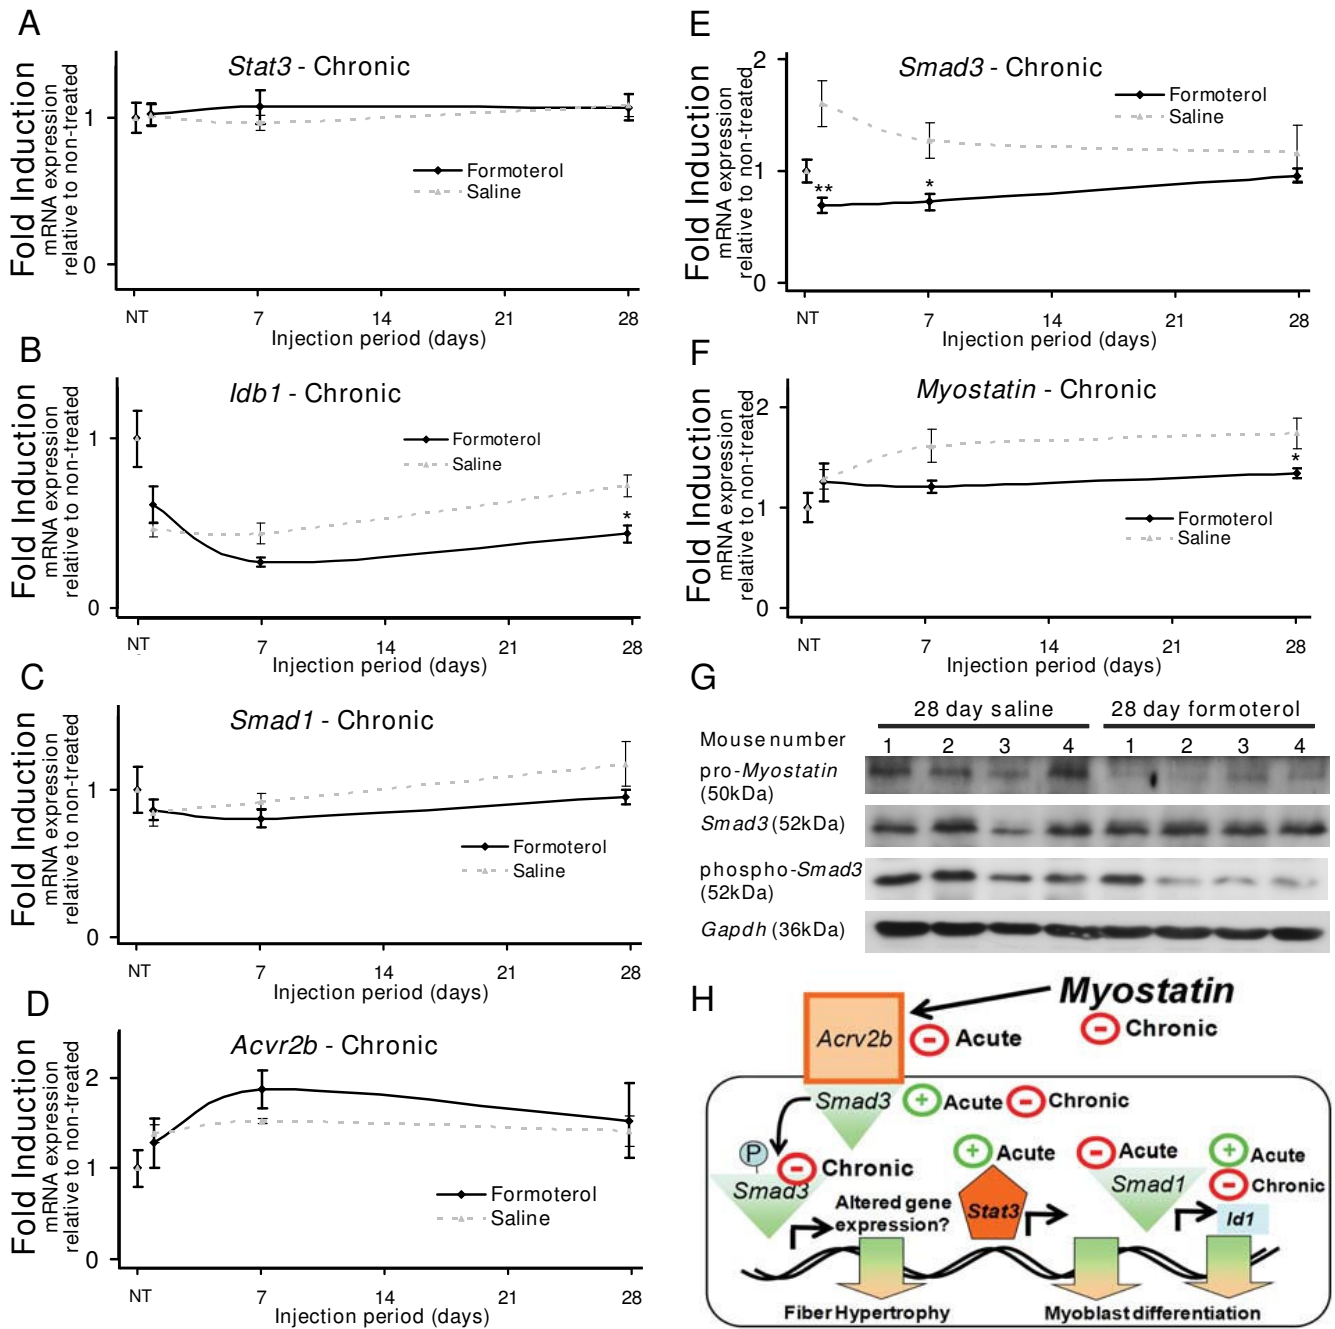 A
Stat3 - Chronic
Fold Induction
mRNA expression
relative to non-treated
1
0
Formoterol
Saline
NT 7 14 21 28
Injection period (days)
B
Idb1 - Chronic
Fold Induction
mRNA expression
relative to non-treated
1
0
Formoterol
Saline
*
NT 7 14 21 28
Injection period (days)
C
Smad1 - Chronic
Fold Induction
mRNA expression
relative to non-treated
1
0
Formoterol
Saline
NT 7 14 21 28
Injection period (days)
D
Acvr2b - Chronic
Fold Induction
mRNA expression
relative to non-treated
2
1
0
Formoterol
Saline
NT 7 14 21 28
Injection period (days)
E
Smad3 - Chronic
Fold Induction
mRNA expression
relative to non-treated
2
1
0
Formoterol
Saline
** *
NT 7 14 21 28
Injection period (days)
F
Myostatin - Chronic
Fold Induction
mRNA expression
relative to non-treated
2
1
0
*
Formoterol
Saline
NT 7 14 21 28
Injection period (days)
G
28 day saline 28 day formoterol
Mouse number 1 2 3 4 1 2 3 4
pro-Myostatin
(50kDa)
Smad3 (52kDa)
phospho-Smad3
(52kDa)
Gapdh (36kDa)
H
Myostatin
- Chronic
Acrv2b
- Acute
Smad3 + Acute - Chronic
P
- Chronic
Smad3
Altered gene
expression?
+ Acute
Stat3
- Acute
Smad1
+ Acute
- Chronic
Id1
Fiber Hypertrophy Myoblast differentiation